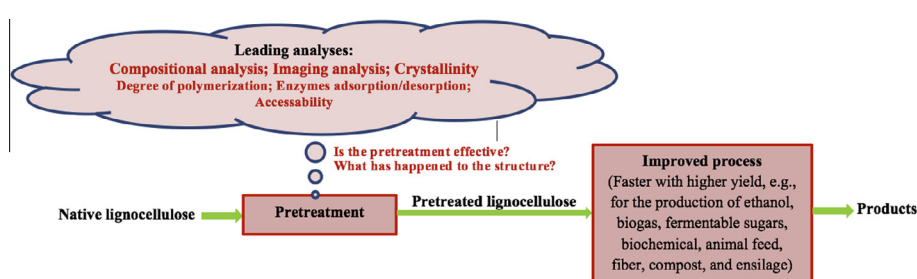 Leading analyses:
Compositional analysis; Imaging analysis; Crystallinity
Degree of polymerization; Enzymes adsorption/desorption;
Accessability
Is the pretreatment effective?
What has happened to the structure?
Native lignocellulose
Pretreatment
Pretreated lignocellulose
Improved process
(Faster with higher yield, e.g.,
for the production of ethanol,
biogas, fermentable sugars,
biochemical, animal feed,
fiber, compost, and ensilage)
Products